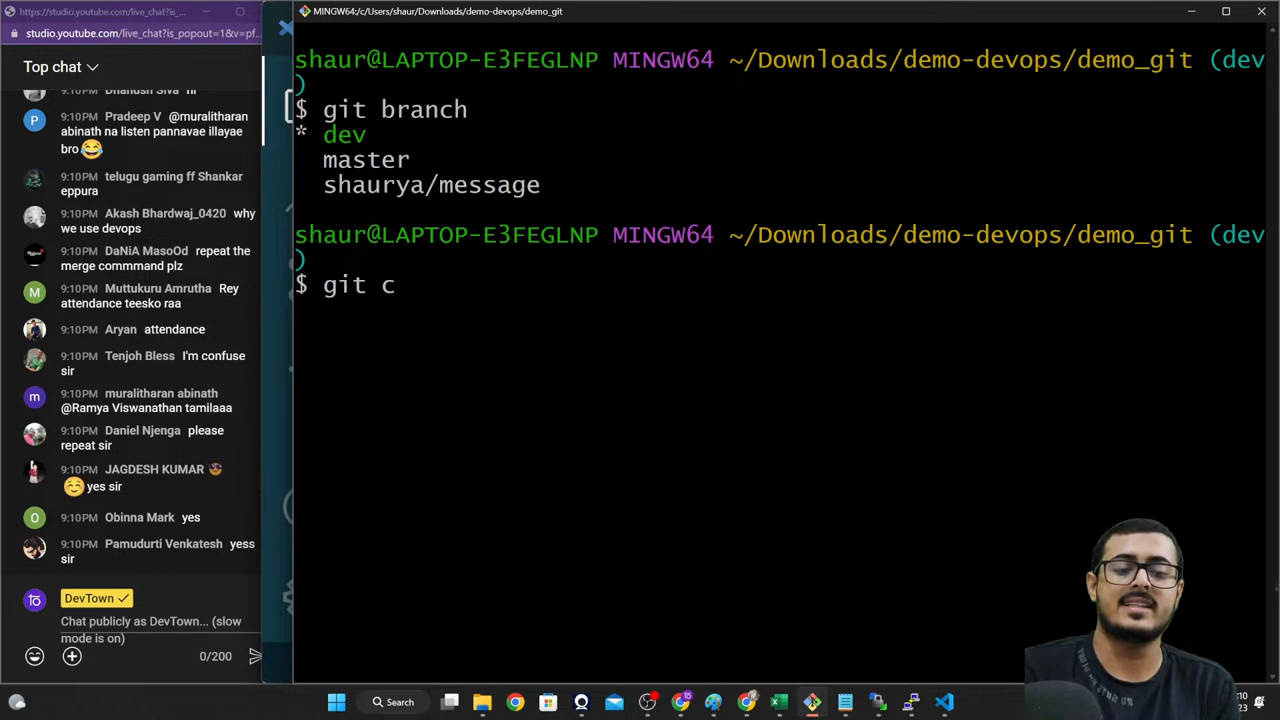 https://studio.youtube.com/live_chat?is_p...
studio.youtube.com/live_chat?is_popout=1&v=pf...
Top chat
9:10PM Dhanush Siva hi
P 9:10PM Pradeep V @muralitharan
abinath na listen pannavae illayae
bro😂
9:10PM telugu gaming ff Shankar
eppura
9:10PM Akash Bhardwaj_0420 why
we use devops
9:10PM DaNiA MasoOd repeat the
merge commmand plz
M 9:10PM Muttukuru Amrutha Rey
attendance teesko raa
9:10PM Aryan attendance
9:10PM Tenjoh Bless I'm confuse
sir
m 9:10PM muralitharan abinath
@Ramya Viswanathan tamilaaa
9:10PM Daniel Njenga please
repeat sir
9:10PM JAGDESH KUMAR
☺️ yes sir
O 9:10PM Obinna Mark yes
9:10PM Pamudurti Venkatesh yess
sir
DevTown
Chat publicly as DevTown... (slow
mode is on)
0/200
MINGW64:/c/Users/shaur/Downloads/demo-devops/demo_git
shaur@LAPTOP-E3FEGLNP MINGW64 ~/Downloads/demo-devops/demo_git (dev
)
$ git branch
* dev
master
shaurya/message
shaur@LAPTOP-E3FEGLNP MINGW64 ~/Downloads/demo-devops/demo_git (dev
)
$ git c
Search